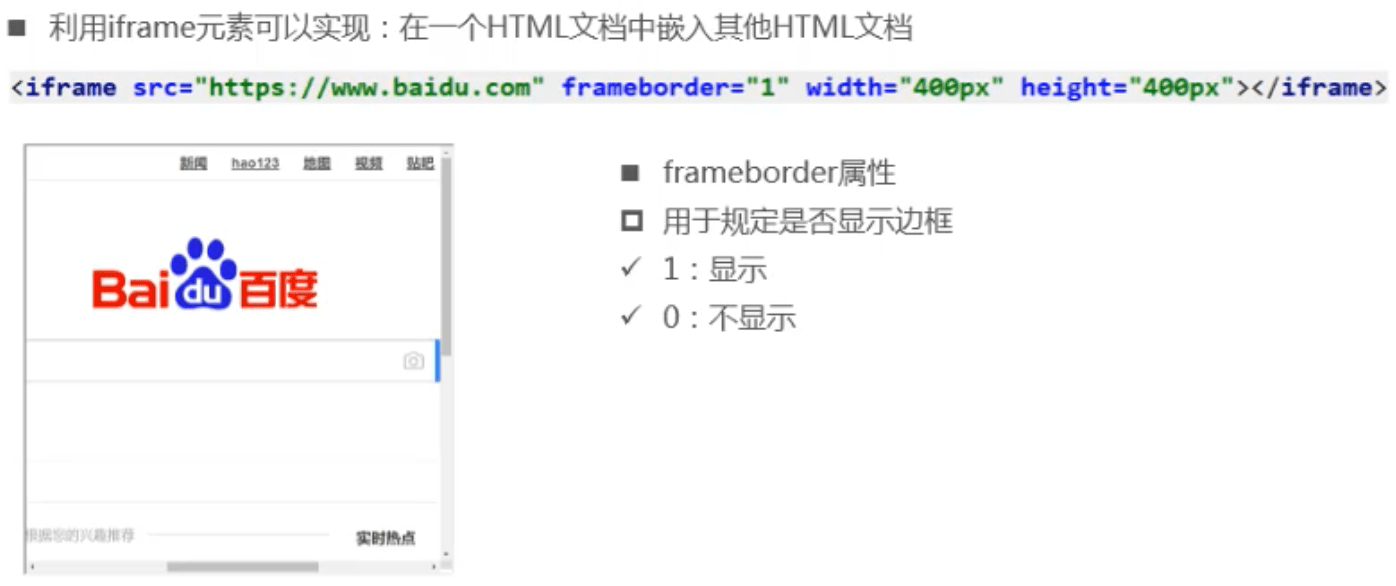 利用iframe元素可以实现：在一个HTML文档中嵌入其他HTML文档
<iframe src="https://www.baidu.com" frameborder="1" width="400px" height="400px"></iframe>
新闻 hao123 地图 视频 贴吧
Bai du 百度
根据您的兴趣推荐 实时热点
frameborder属性
用于规定是否显示边框
1：显示
0：不显示